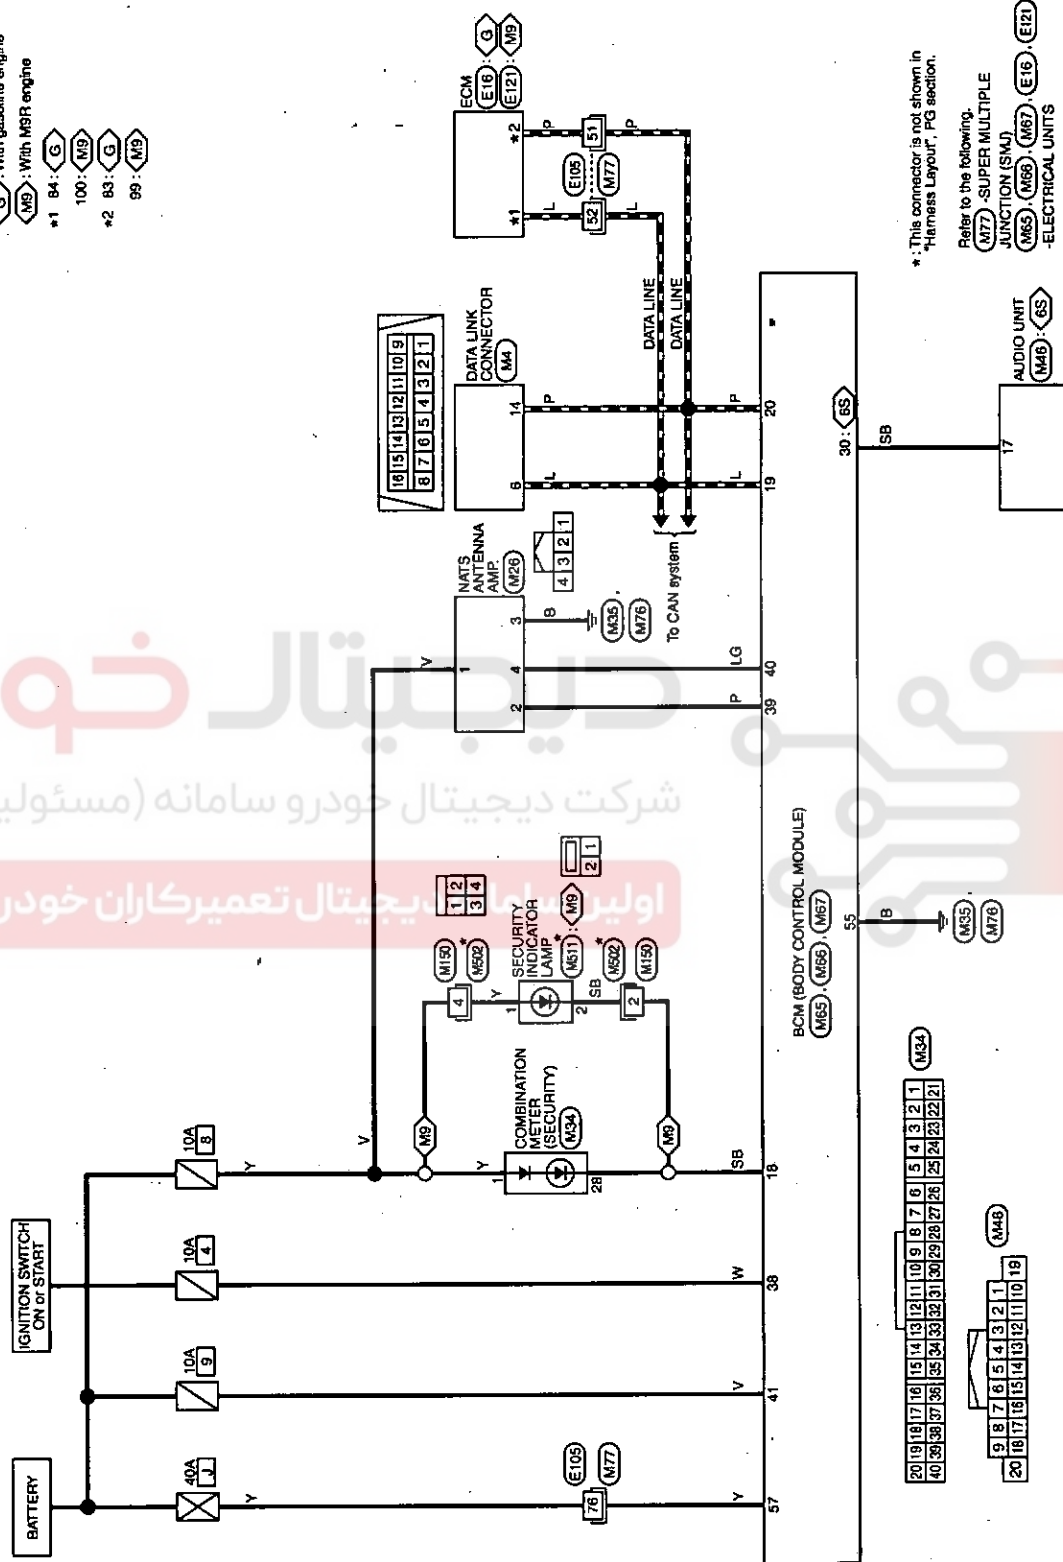 : With gasoline engine
M9 : With M9R engine
*1 84 : G
100 : M9
*2 83 : G
99 : M9
ECM
E16 : G
E121 : M9
*1
*2
L
P
52
51
E105
M77
L
P
DATA LINE
DATA LINE
* : This connector is not shown in
"Harness Layout", PG section.
Refer to the following.
M77 -SUPER MULTIPLE
JUNCTION (SMJ)
M65 , M66 , M67 , E16 , E121
-ELECTRICAL UNITS
16 15 14 13 12 11 10 9
8 7 6 5 4 3 2 1
DATA LINK
CONNECTOR
M4
6
14
L
P
L
P
19
20
To CAN system
30 : 6S
SB
17
AUDIO UNIT
M46 : 6S
NATS
ANTENNA
AMP.
M26
4 3 2 1
V
1
2
4
3
B
M35 ,
M76
P
LG
39
40
دیجیتال خو
شرکت دیجیتال خودرو سامانه (مسئولی
دیجیتال تعمیرکاران خودر
IGNITION SWITCH
ON or START
BATTERY
40A
J
10A
9
10A
4
10A
8
Y
V
Y
M9
M9
M150
M502 *
1 2
3 4
4
Y
1
SECURITY
INDICATOR
LAMP
M511 * : M9
2 1
2
SB
M502 *
M150
2
COMBINATION
METER
(SECURITY)
M34
Y
1
28
E105
M77
76
Y
V
W
SB
57
41
38
18
BCM (BODY CONTROL MODULE)
M65 , M66 , M67
55
B
M35 ,
M76
M34
20 19 18 17 16 15 14 13 12 11 10 9 8 7 6 5 4 3 2 1
40 39 38 37 36 35 34 33 32 31 30 29 28 27 26 25 24 23 22 21
M46
9 8 7 6 5 4 3 2 1
20 18 17 16 15 14 13 12 11 10 19